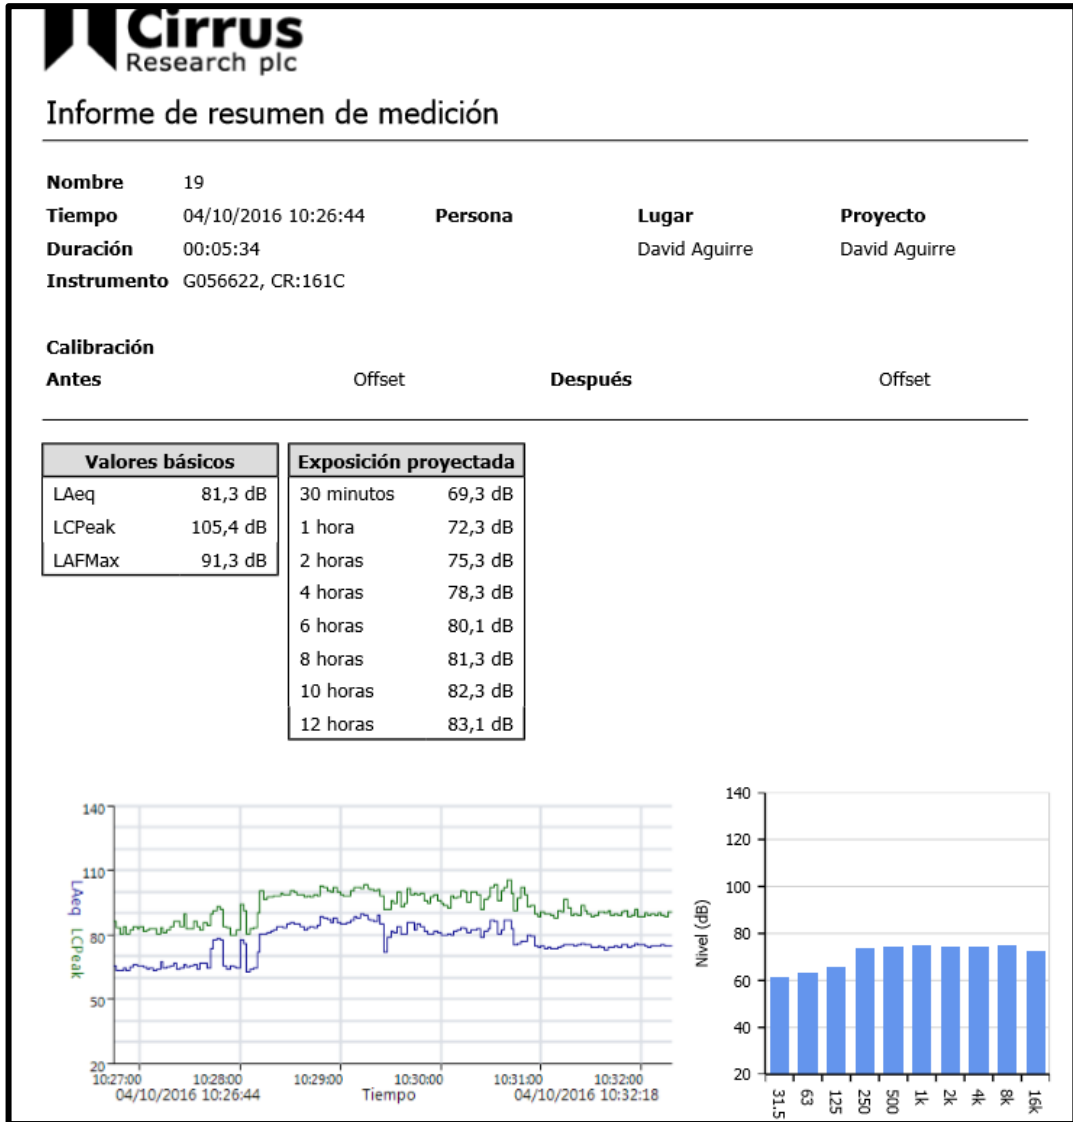 Cirrus
Research plc
Informe de resumen de medición
Nombre 19
Tiempo 04/10/2016 10:26:44 Persona Lugar Proyecto
Duración 00:05:34 David Aguirre David Aguirre
Instrumento G056622, CR:161C
Calibración
Antes Offset Después Offset
Valores básicos
LAeq 81,3 dB
LCPeak 105,4 dB
LAFMax 91,3 dB
Exposición proyectada
30 minutos 69,3 dB
1 hora 72,3 dB
2 horas 75,3 dB
4 horas 78,3 dB
6 horas 80,1 dB
8 horas 81,3 dB
10 horas 82,3 dB
12 horas 83,1 dB
LAeq LCPeak
140
110
80
50
20
10:27:00 10:28:00 10:29:00 10:30:00 10:31:00 10:32:00
04/10/2016 10:26:44 Tiempo 04/10/2016 10:32:18
Nivel (dB)
140
120
100
80
60
40
20
31.5 63 125 250 500 1k 2k 4k 8k 16k